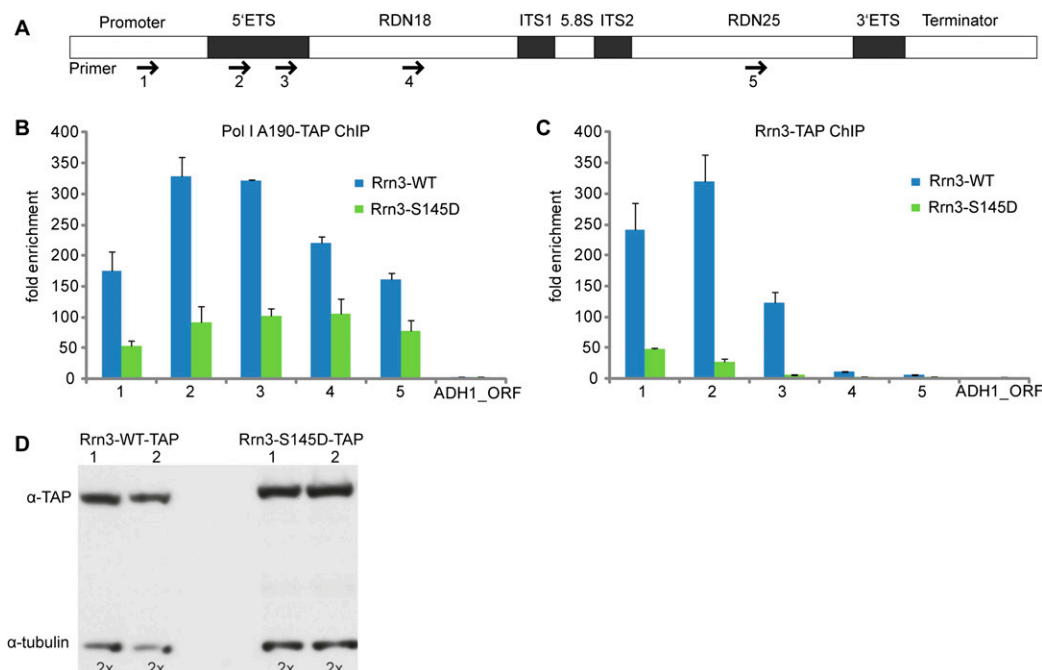 A
Promoter 5'ETS RDN18 ITS1 5.8S ITS2 RDN25 3'ETS Terminator
Primer
1 2 3 4 5
B
Pol I A190-TAP ChIP
fold enrichment
400
350
300
250
200
150
100
50
0
Rrn3-WT
Rrn3-S145D
1 2 3 4 5 ADH1_ORF
C
Rrn3-TAP ChIP
fold enrichment
400
350
300
250
200
150
100
50
0
Rrn3-WT
Rrn3-S145D
1 2 3 4 5 ADH1_ORF
D
Rrn3-WT-TAP Rrn3-S145D-TAP
1 2 1 2
α-TAP
α-tubulin
2x 2x 2x 2x